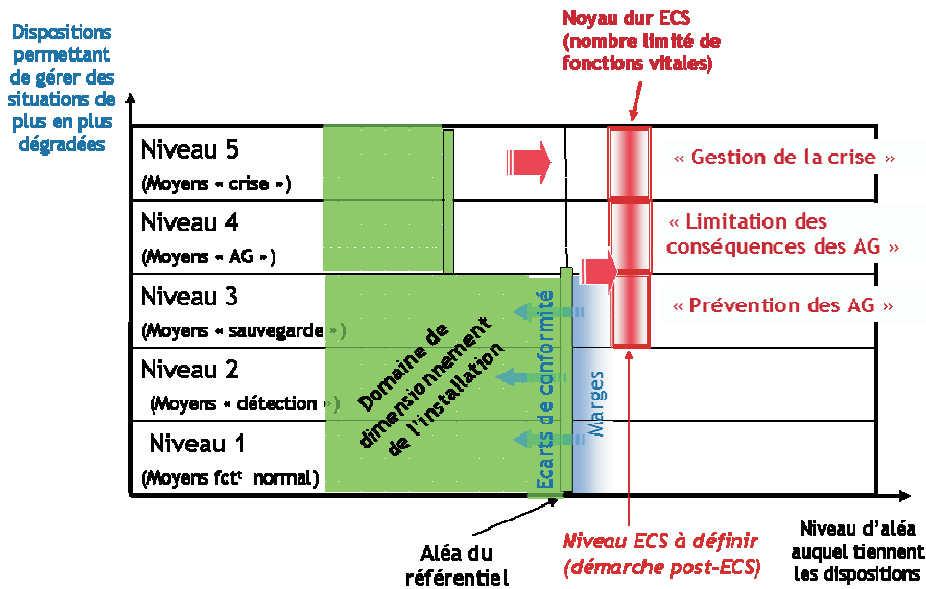 Dispositions
permettant
de gérer des
situations de
plus en plus
dégradées
Noyau dur ECS
(nombre limité de
fonctions vitales)
Niveau 5
(Moyens « crise »)
« Gestion de la crise »
Niveau 4
(Moyens « AG »)
« Limitation des
conséquences des AG »
Niveau 3
(Moyens « sauvegarde »)
« Prévention des AG »
Niveau 2
(Moyens « détection »)
Niveau 1
(Moyens fctᵗ normal)
Domaine de
dimensionnement
de l'installation
Ecarts de conformité
Marges
Aléa du
référentiel
Niveau ECS à définir
(démarche post-ECS)
Niveau d'aléa
auquel tiennent
les dispositions